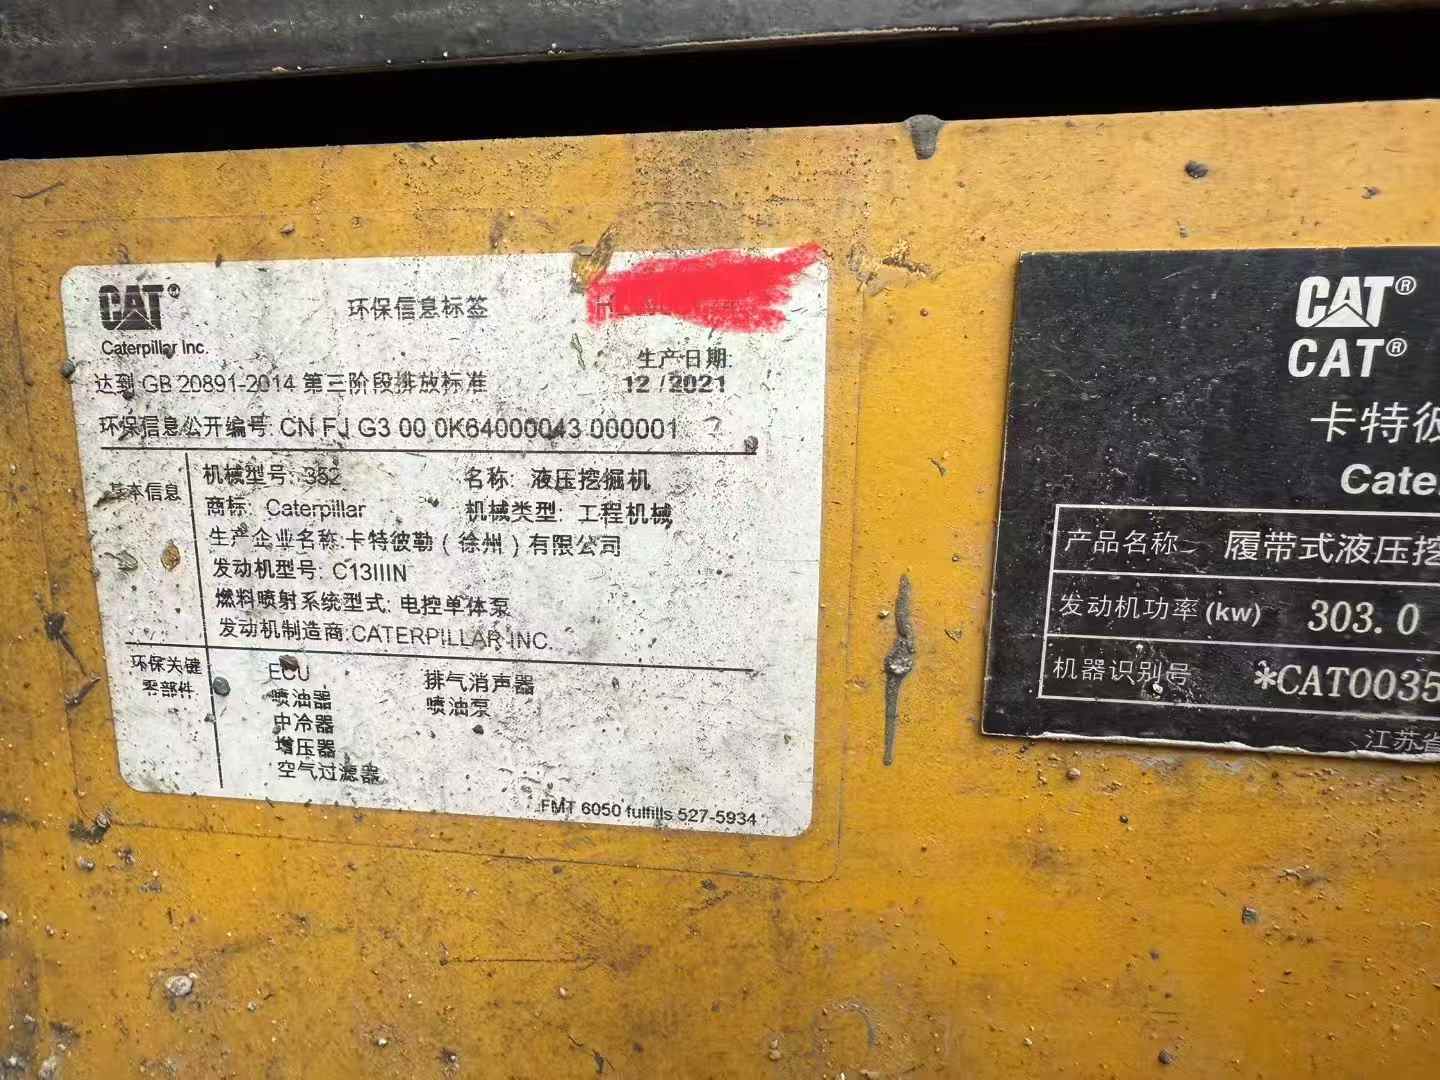 CAT
Caterpillar Inc.
环保信息标签
生产日期:
12 /2021
达到 GB 20891-2014 第三阶段排放标准
环保信息公开编号: CN FJ G3 00 0K64000043 000001
基本信息
机械型号: 352 名称: 液压挖掘机
商标: Caterpillar 机械类型: 工程机械
生产企业名称:卡特彼勒(徐州)有限公司
发动机型号: C13IIIN
燃料喷射系统型式: 电控单体泵
发动机制造商:CATERPILLAR INC.
环保关键
零部件
ECU 排气消声器
喷油器 喷油泵
中冷器
增压器
空气过滤器
FMT 6050 fulfills 527-5934
CAT®
CAT®
卡特彼
Cate
产品名称 履带式液压挖
发动机功率(kw) 303.0
机器识别号 *CAT0035
江苏省